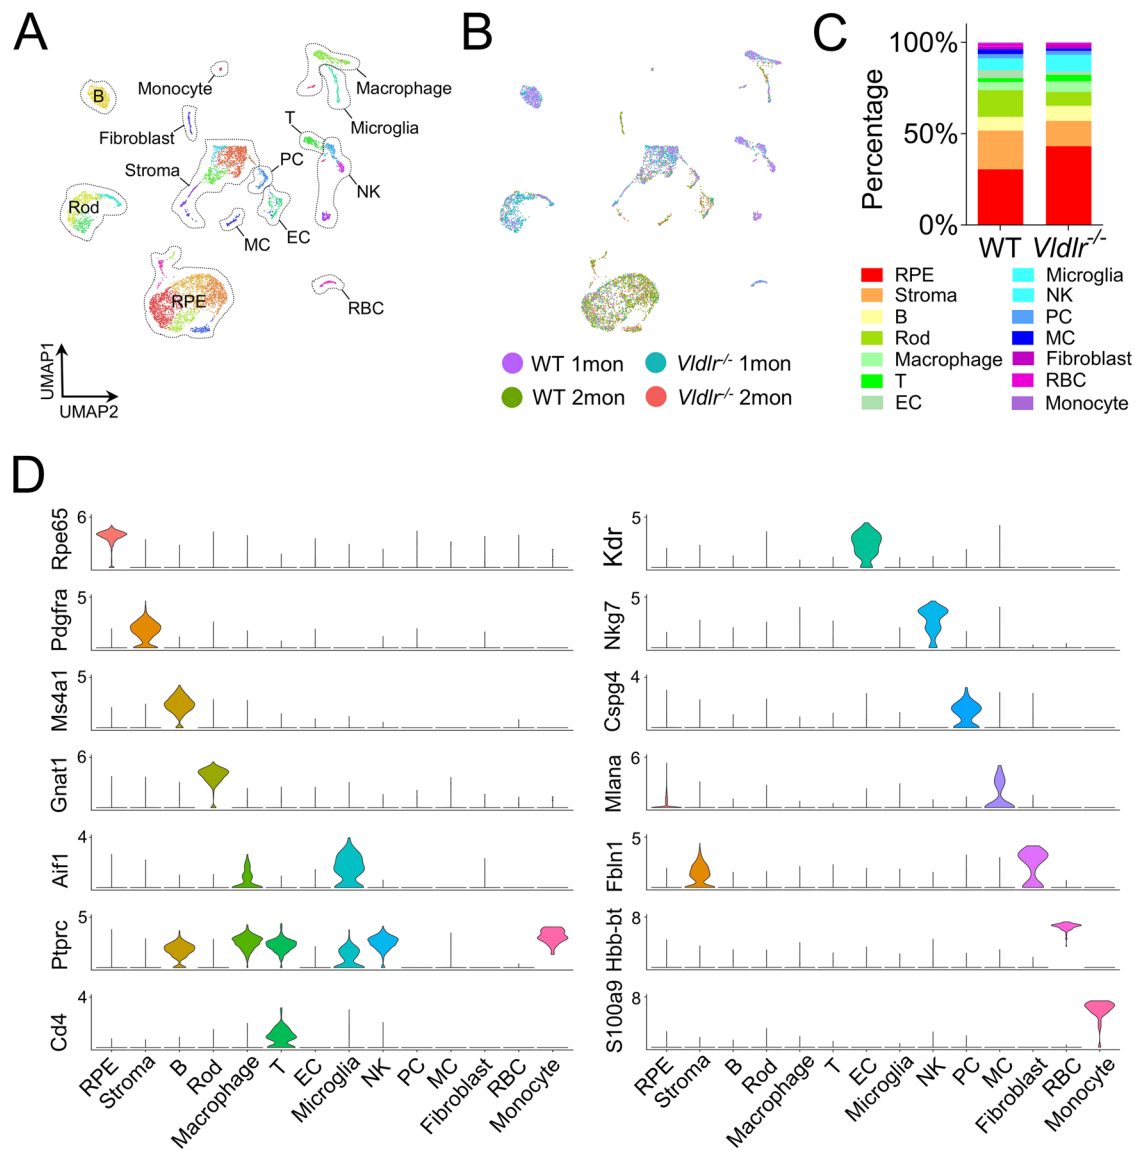 A
B
C
Monocyte
Macrophage
B
Fibroblast
Microglia
T
Stroma
PC
NK
Rod
MC
EC
RPE
RBC
UMAP1
UMAP2
WT 1mon
Vldlr-/- 1mon
WT 2mon
Vldlr-/- 2mon
Percentage
100%
50%
0%
WT
Vldlr-/-
RPE
Stroma
B
Rod
Macrophage
T
EC
Microglia
NK
PC
MC
Fibroblast
RBC
Monocyte
D
Rpe65
6
Pdgfra
5
Ms4a1
5
Gnat1
6
Aif1
4
Ptprc
5
Cd4
4
RPE
Stroma
B
Rod
Macrophage
T
EC
Microglia
NK
PC
MC
Fibroblast
RBC
Monocyte
Kdr
5
Nkg7
5
Cspg4
4
Mlana
6
Fbln1
5
Hbb-bt
8
S100a9
8
RPE
Stroma
B
Rod
Macrophage
T
EC
Microglia
NK
PC
MC
Fibroblast
RBC
Monocyte